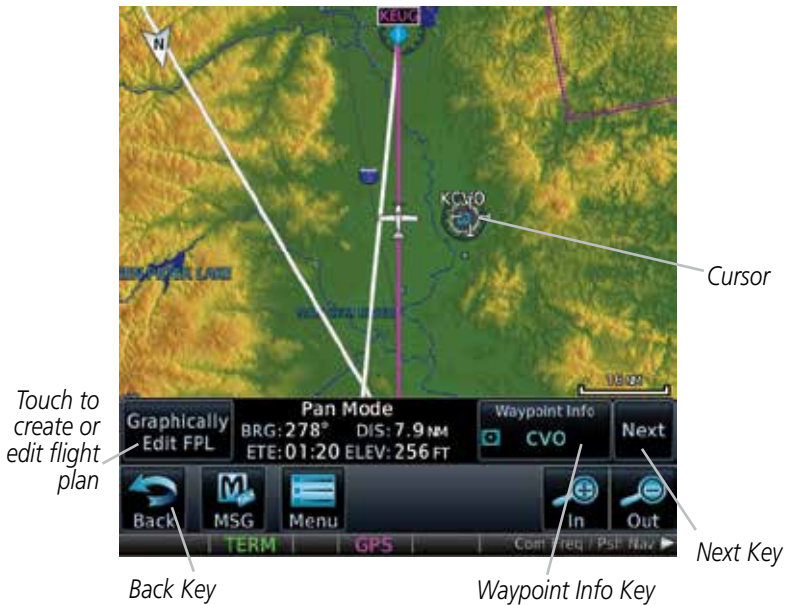 KEUG
N
KCVO
Cursor
Touch to
create or
edit flight
plan
Graphically
Edit FPL
Pan Mode
BRG: 278° DIS: 7.9 NM
ETE: 01:20 ELEV: 256 FT
Waypoint Info
CVO
Next
Back
MSG
Menu
In
Out
TERM
GPS
Com Freq / Psh Nav
Next Key
Back Key
Waypoint Info Key